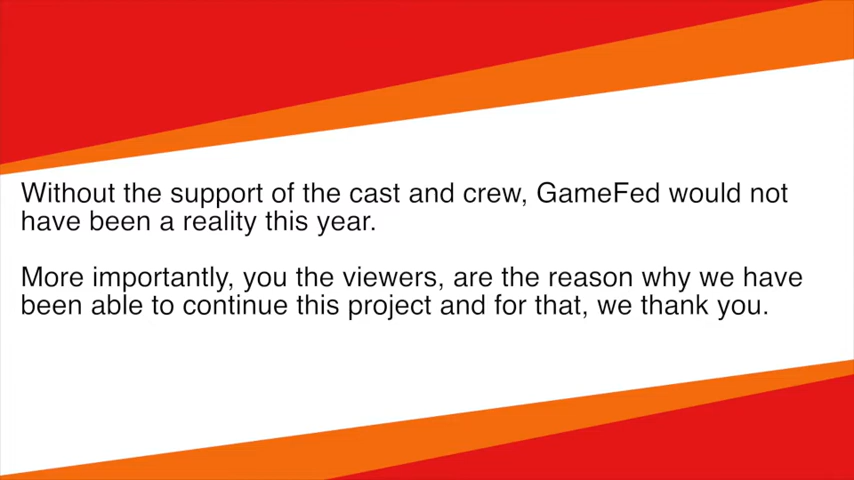 Without the support of the cast and crew, GameFed would not
have been a reality this year.
More importantly, you the viewers, are the reason why we have
been able to continue this project and for that, we thank you.